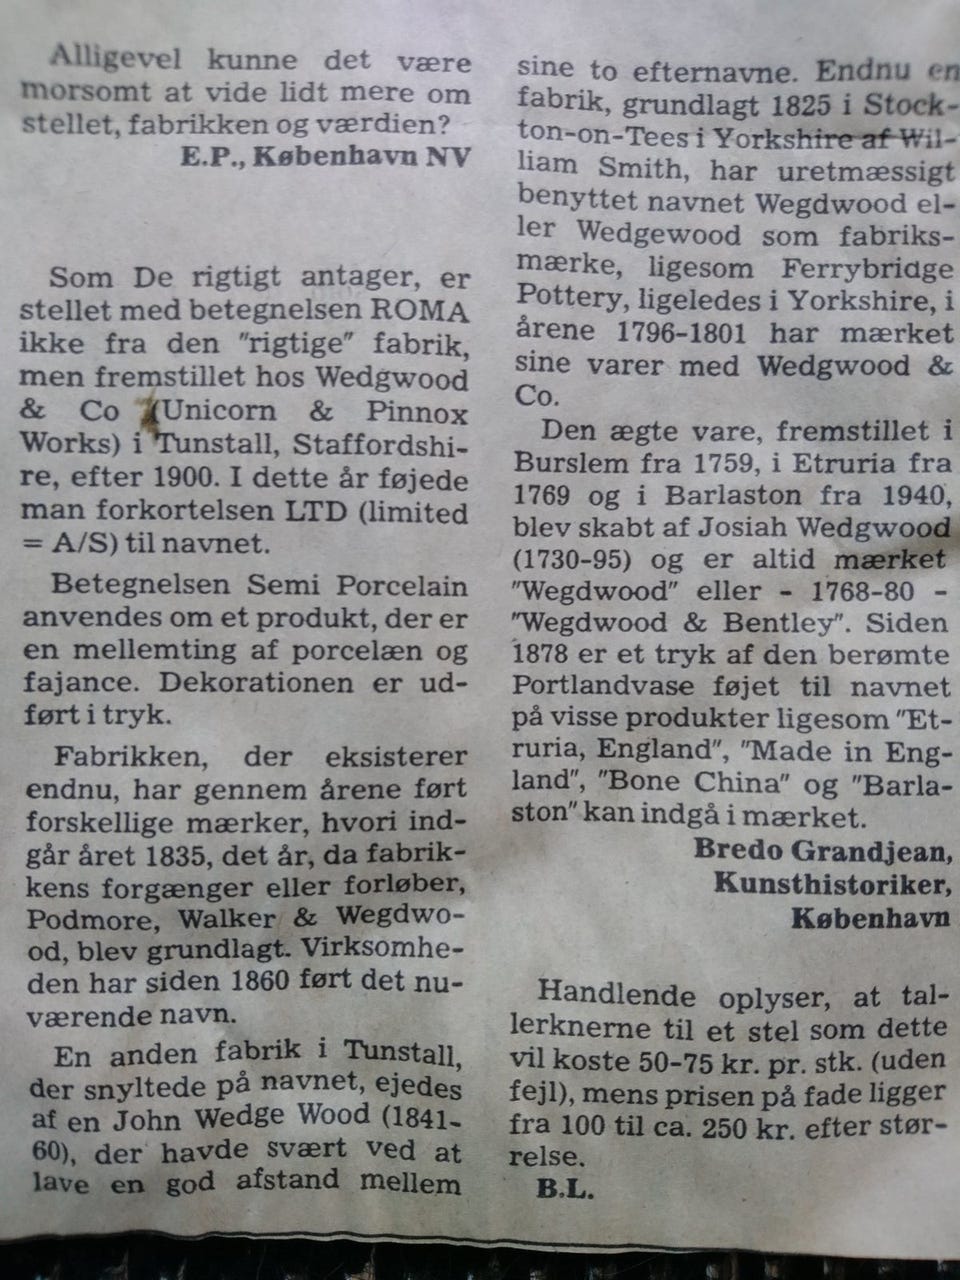 Alligevel kunne det være
morsomt at vide lidt mere om
stellet, fabrikken og værdien?
E.P., København NV
Som De rigtigt antager, er
stellet med betegnelsen ROMA
ikke fra den "rigtige" fabrik,
men fremstillet hos Wedgwood
& Co (Unicorn & Pinnox
Works) i Tunstall, Staffordshi-
re, efter 1900. I dette år føjede
man forkortelsen LTD (limited
= A/S) til navnet.
Betegnelsen Semi Porcelain
anvendes om et produkt, der er
en mellemting af porcelæn og
fajance. Dekorationen er ud-
ført i tryk.
Fabrikken, der eksisterer
endnu, har gennem årene ført
forskellige mærker, hvori ind-
går året 1835, det år, da fabrik-
kens forgænger eller forløber,
Podmore, Walker & Wegdwo-
od, blev grundlagt. Virksomhe-
den har siden 1860 ført det nu-
værende navn.
En anden fabrik i Tunstall,
der snyltede på navnet, ejedes
af en John Wedge Wood (1841-
60), der havde svært ved at
lave en god afstand mellem
sine to efternavne. Endnu en
fabrik, grundlagt 1825 i Stock-
ton-on-Tees i Yorkshire af Wil-
liam Smith, har uretmæssigt
benyttet navnet Wegdwood el-
ler Wedgewood som fabriks-
mærke, ligesom Ferrybridge
Pottery, ligeledes i Yorkshire, i
årene 1796-1801 har mærket
sine varer med Wedgwood &
Co.
Den ægte vare, fremstillet i
Burslem fra 1759, i Etruria fra
1769 og i Barlaston fra 1940,
blev skabt af Josiah Wedgwood
(1730-95) og er altid mærket
"Wegdwood" eller - 1768-80 -
"Wegdwood & Bentley". Siden
1878 er et tryk af den berømte
Portlandvase føjet til navnet
på visse produkter ligesom "Et-
ruria, England", "Made in Eng-
land", "Bone China" og "Barla-
ston" kan indgå i mærket.
Bredo Grandjean,
Kunsthistoriker,
København
Handlende oplyser, at tal-
lerknerne til et stel som dette
vil koste 50-75 kr. pr. stk. (uden
fejl), mens prisen på fade ligger
fra 100 til ca. 250 kr. efter stør-
relse.
B.L.